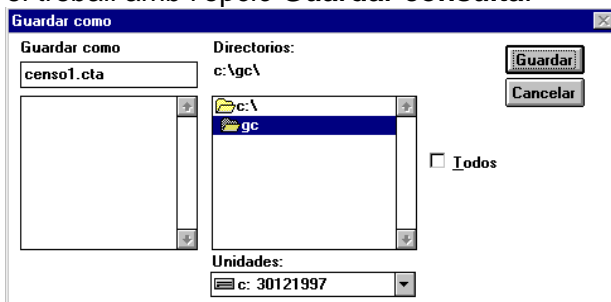 Guardar como
Guardar como
censo1.cta
Directorios:
c:\gc\
c:\
gc
Unidades:
c: 30121997
Guardar
Cancelar
Todos